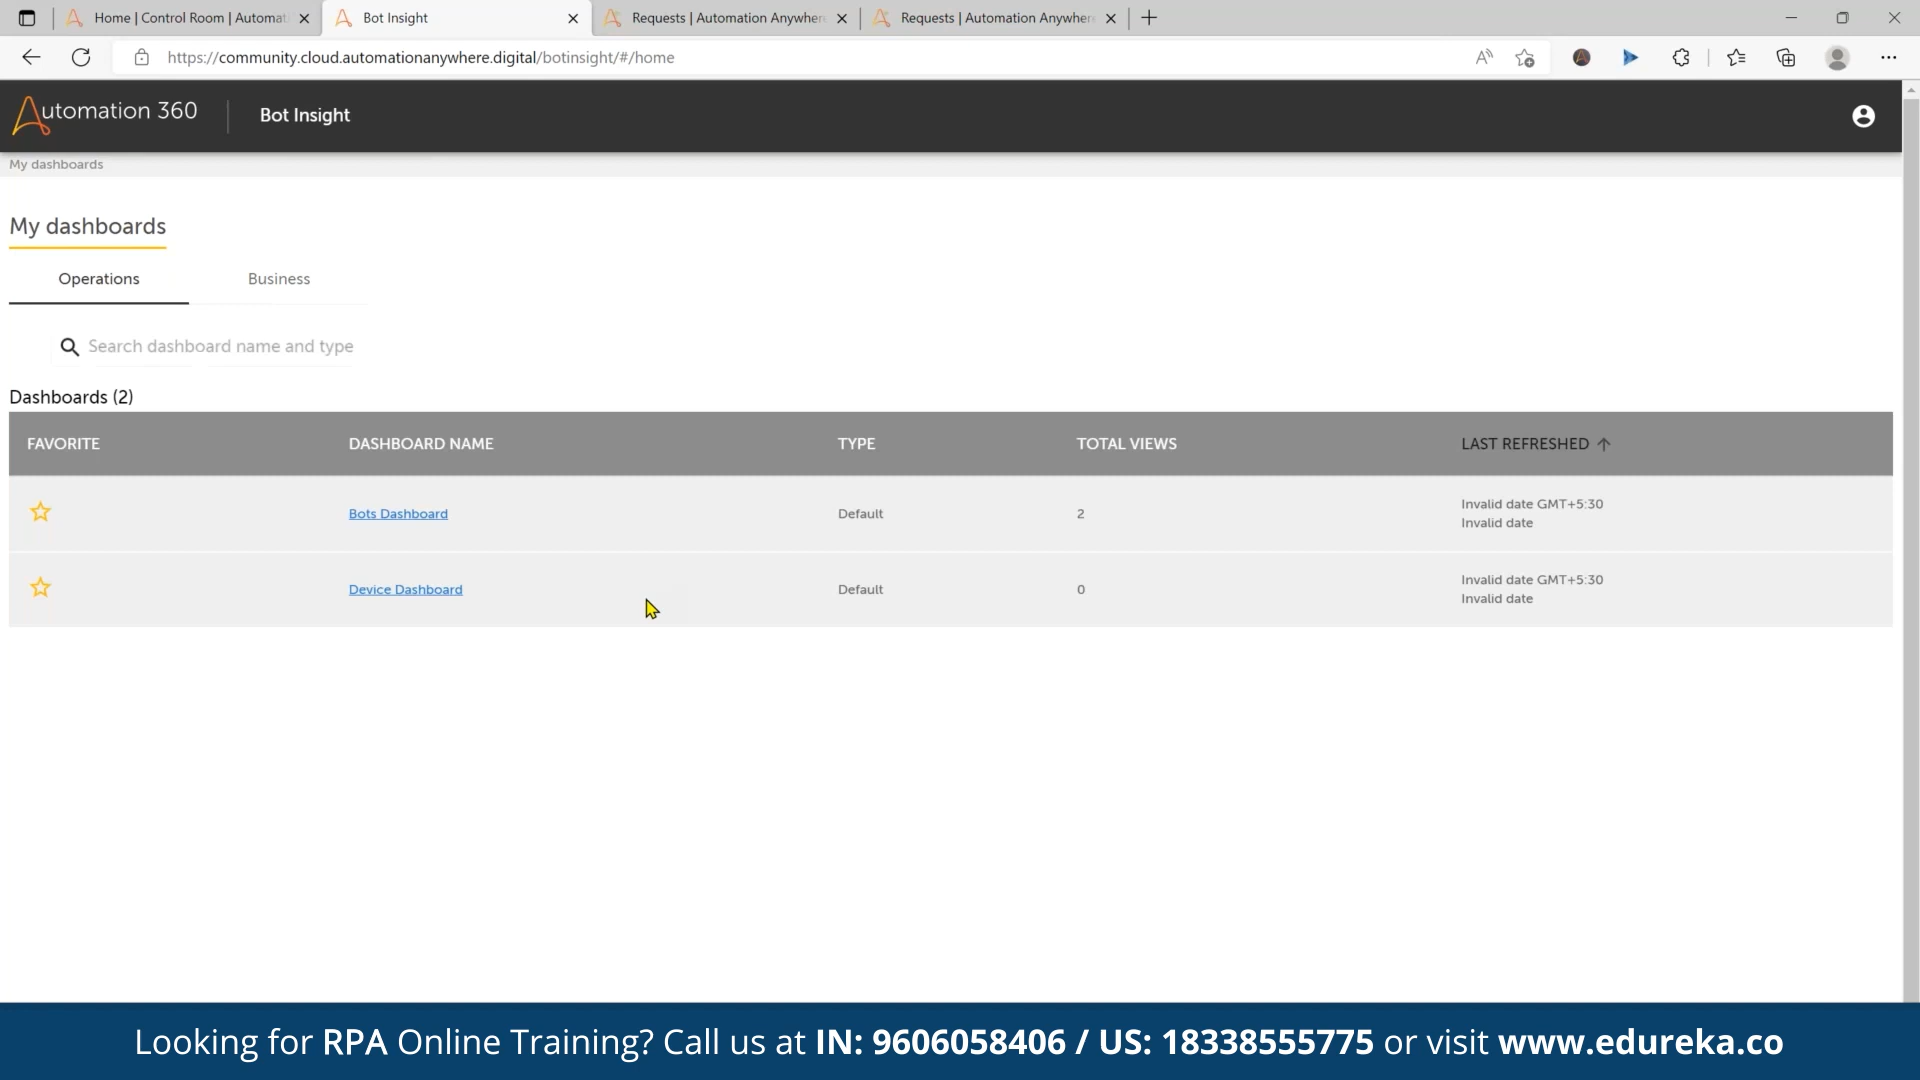 Home | Control Room | Automat
Bot Insight
Requests | Automation Anywher
Requests | Automation Anywher
https://community.cloud.automationanywhere.digital/botinsight/#/home
Automation 360
Bot Insight
My dashboards
My dashboards
Operations
Business
Search dashboard name and type
Dashboards (2)
FAVORITE
DASHBOARD NAME
TYPE
TOTAL VIEWS
LAST REFRESHED
Bots Dashboard
Default
2
Invalid date GMT+5:30
Invalid date
Device Dashboard
Default
0
Invalid date GMT+5:30
Invalid date
Looking for RPA Online Training? Call us at IN: 9606058406 / US: 18338555775 or visit www.edureka.co